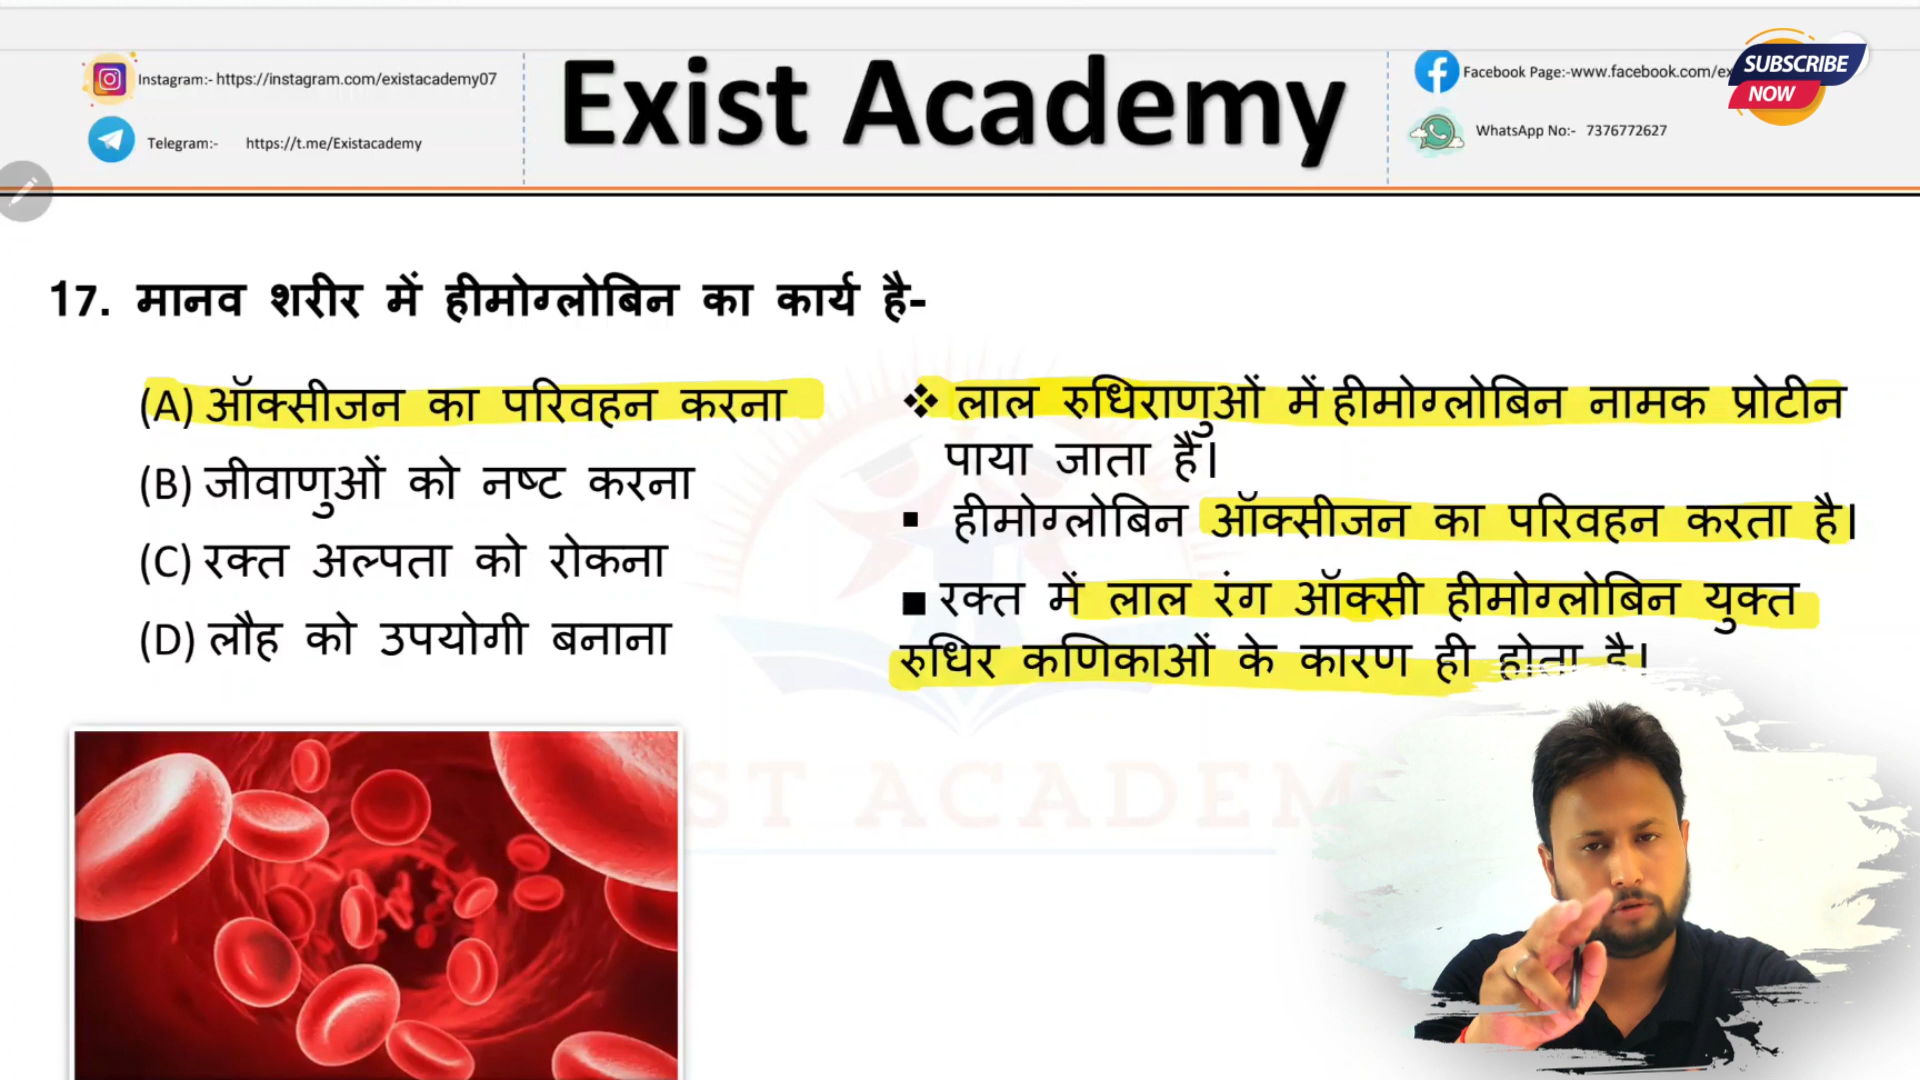 Instagram:- https://instagram.com/existacademy07
Telegram:- https://t.me/Existacademy
Exist Academy
Facebook Page:-www.facebook.com/ex
WhatsApp No:- 7376772627
SUBSCRIBE
NOW
17. मानव शरीर में हीमोग्लोबिन का कार्य है-
(A) ऑक्सीजन का परिवहन करना
(B) जीवाणुओं को नष्ट करना
(C) रक्त अल्पता को रोकना
(D) लौह को उपयोगी बनाना
❖ लाल रुधिराणुओं में हीमोग्लोबिन नामक प्रोटीन
पाया जाता है।
▪ हीमोग्लोबिन ऑक्सीजन का परिवहन करता है।
■ रक्त में लाल रंग ऑक्सी हीमोग्लोबिन युक्त
रुधिर कणिकाओं के कारण ही होता है।
ST ACADEM